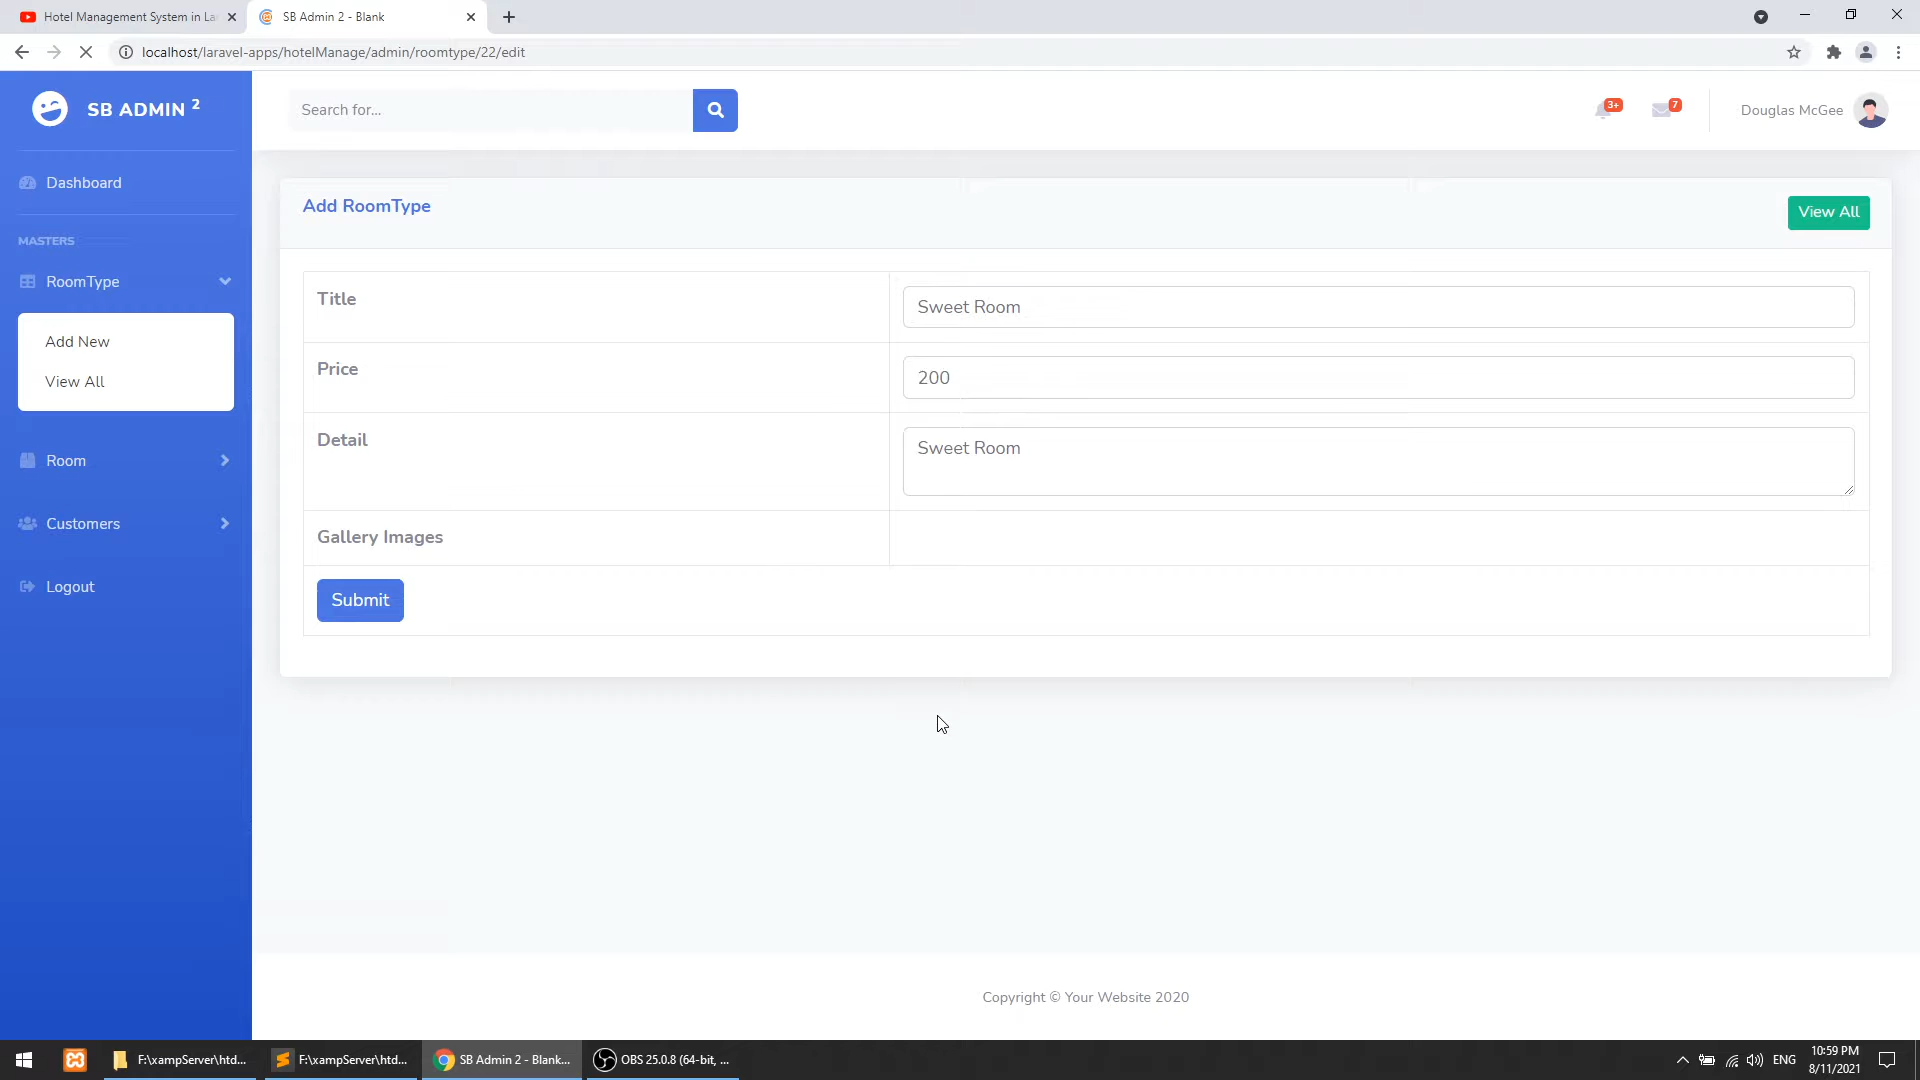 Hotel Management System in La
SB Admin 2 - Blank
localhost/laravel-apps/hotelManage/admin/roomtype/22/edit
SB ADMIN 2
Search for...
3+
7
Douglas McGee
Dashboard
MASTERS
RoomType
Add New
View All
Room
Customers
Logout
Add RoomType
View All
Title
Sweet Room
Price
200
Detail
Sweet Room
Gallery Images
Submit
Copyright © Your Website 2020
F:\xampServer\htd...
F:\xampServer\htd...
SB Admin 2 - Blank...
OBS 25.0.8 (64-bit, ...
ENG
10:59 PM
8/11/2021